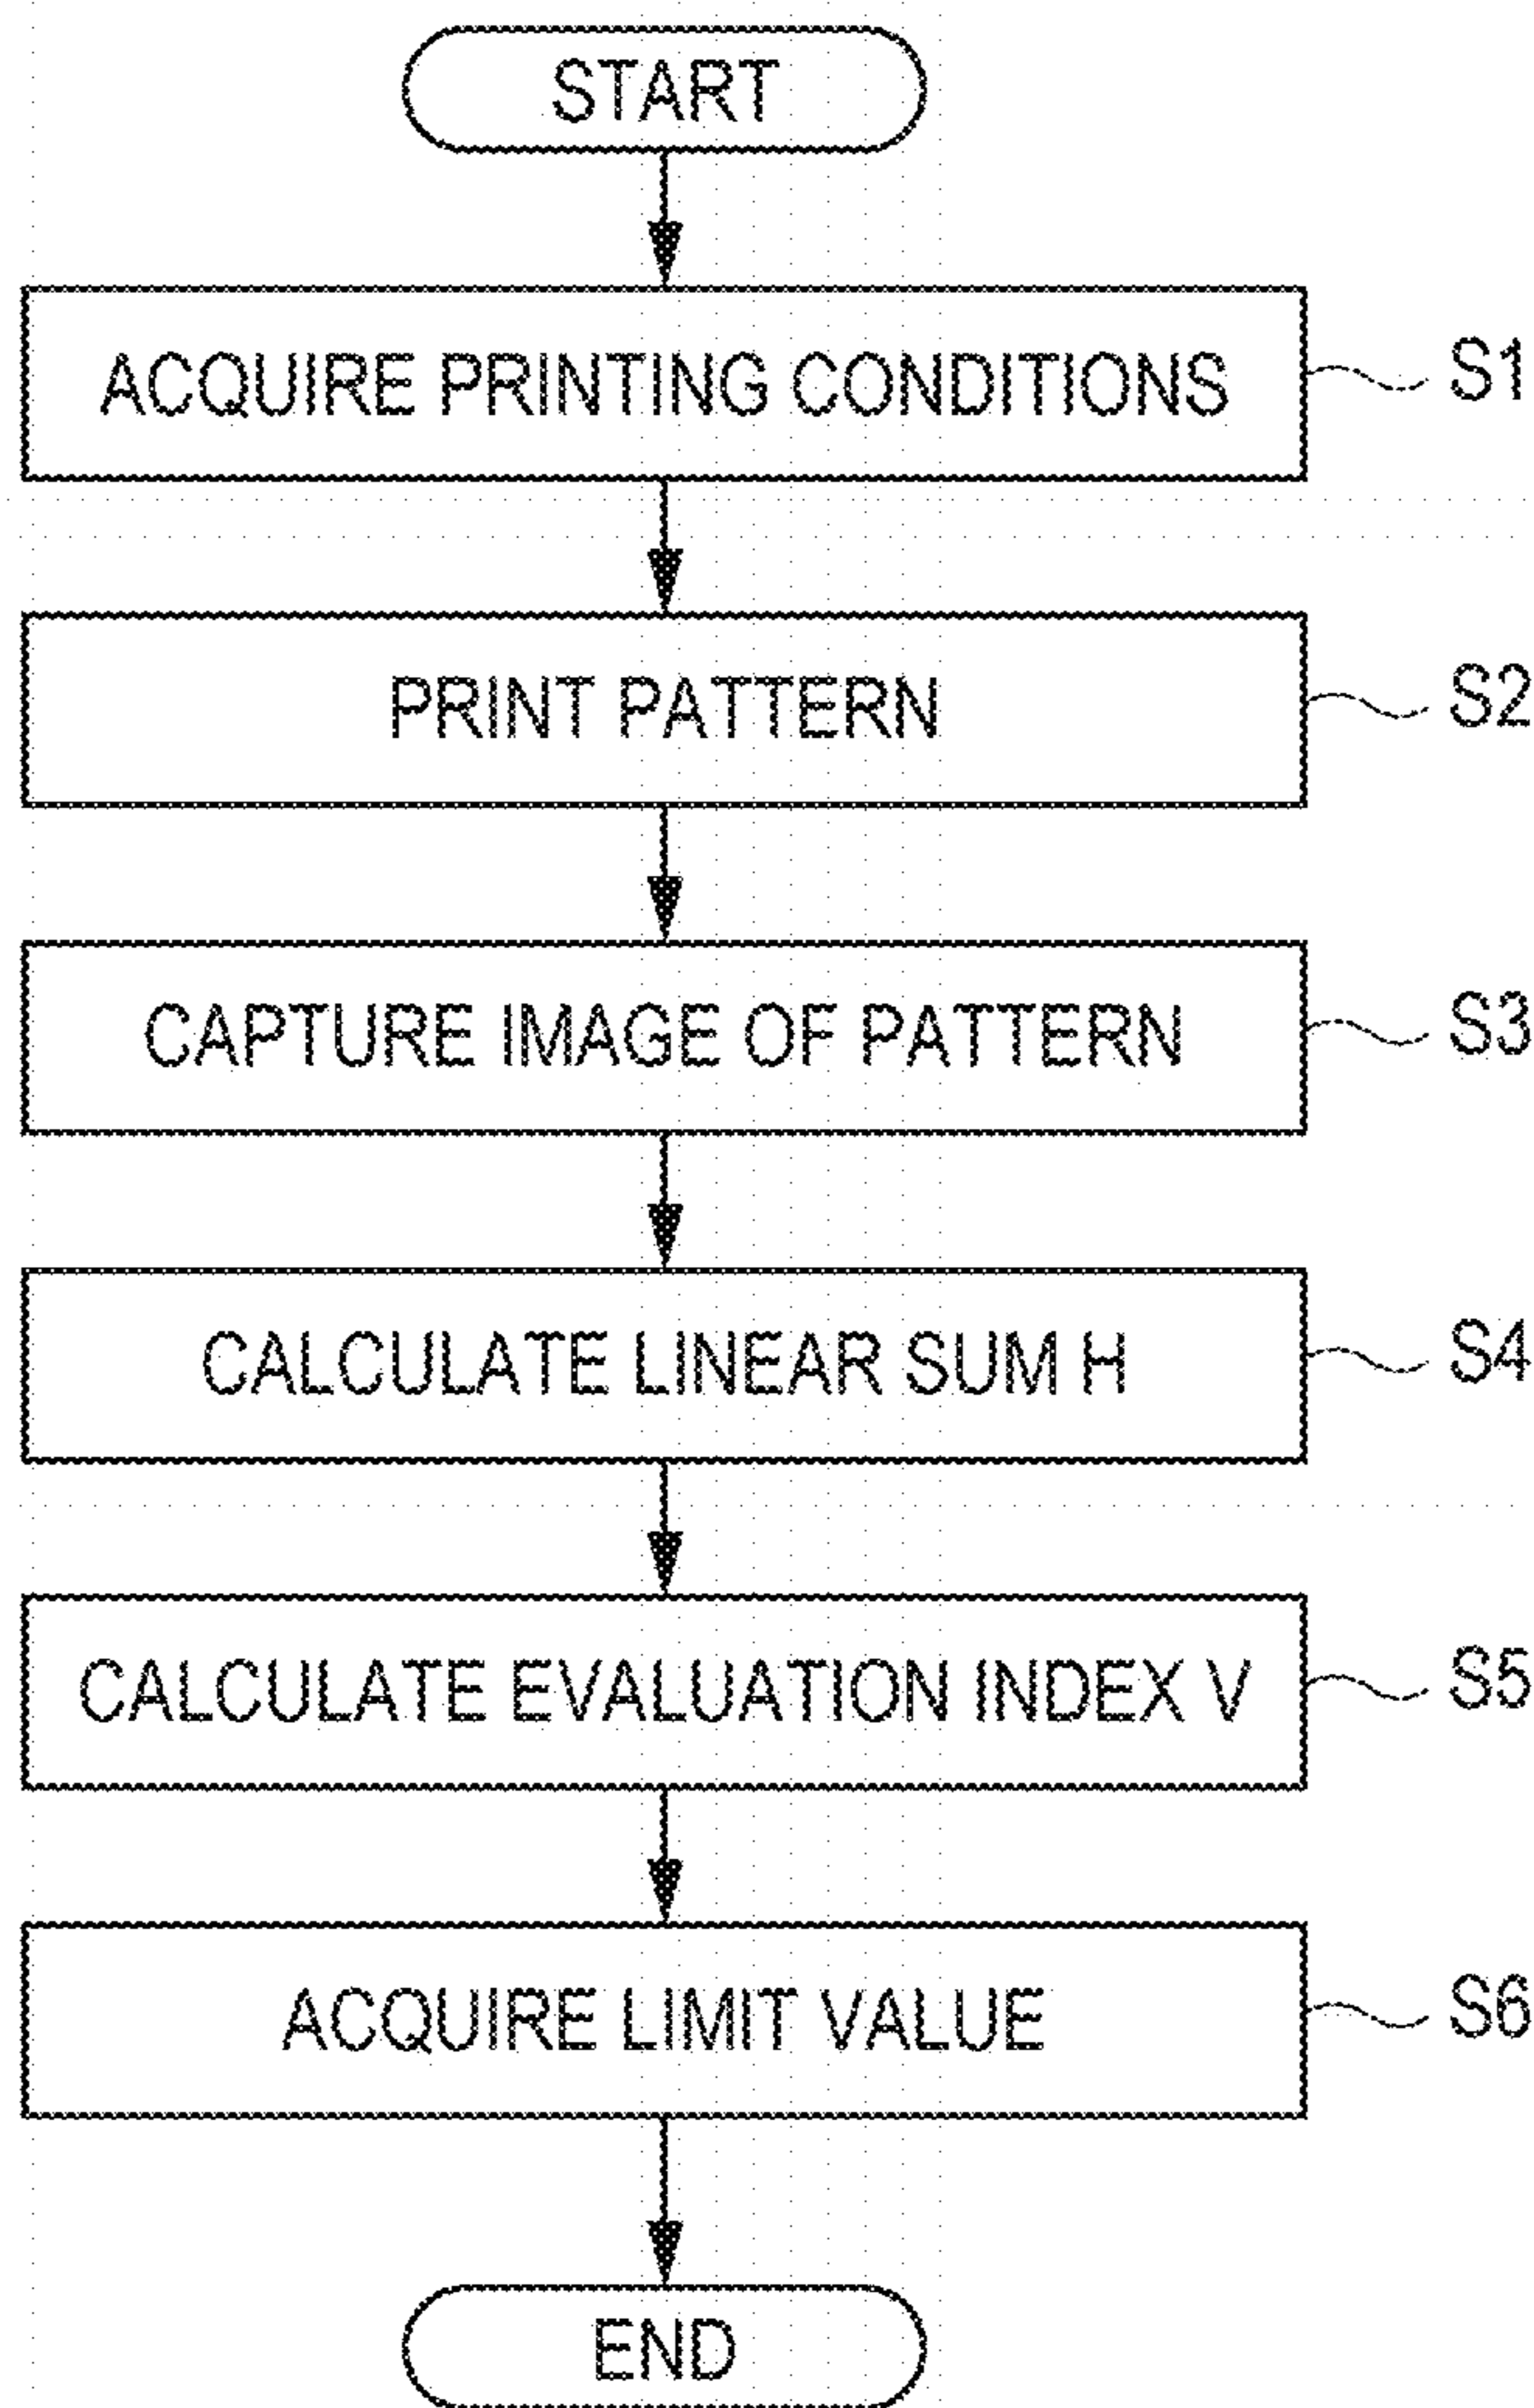 START
ACQUIRE PRINTING CONDITIONS S1
PRINT PATTERN S2
CAPTURE IMAGE OF PATTERN S3
CALCULATE LINEAR SUM H S4
CALCULATE EVALUATION INDEX V S5
ACQUIRE LIMIT VALUE S6
END